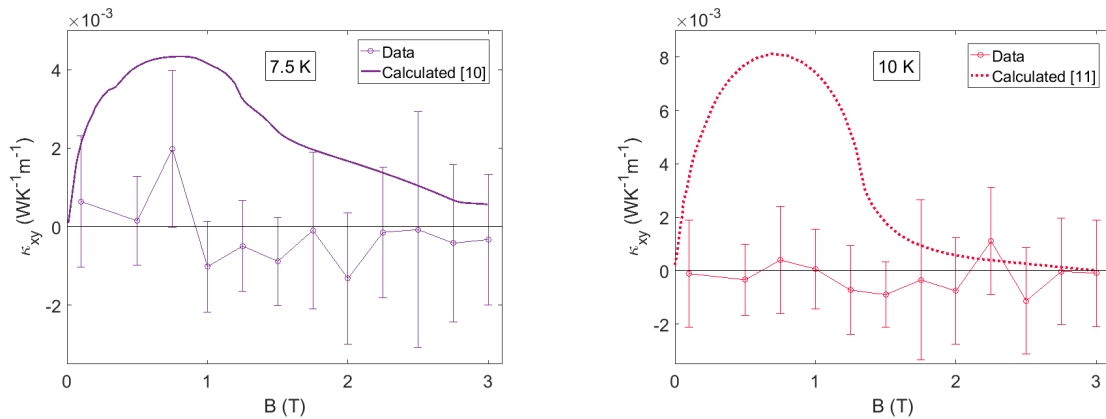 ×10⁻³
4
2
0
-2
κxy (WK⁻¹m⁻¹)
7.5 K
Data
Calculated [10]
0
1
2
3
B (T)
×10⁻³
8
6
4
2
0
-2
κxy (WK⁻¹m⁻¹)
10 K
Data
Calculated [11]
0
1
2
3
B (T)